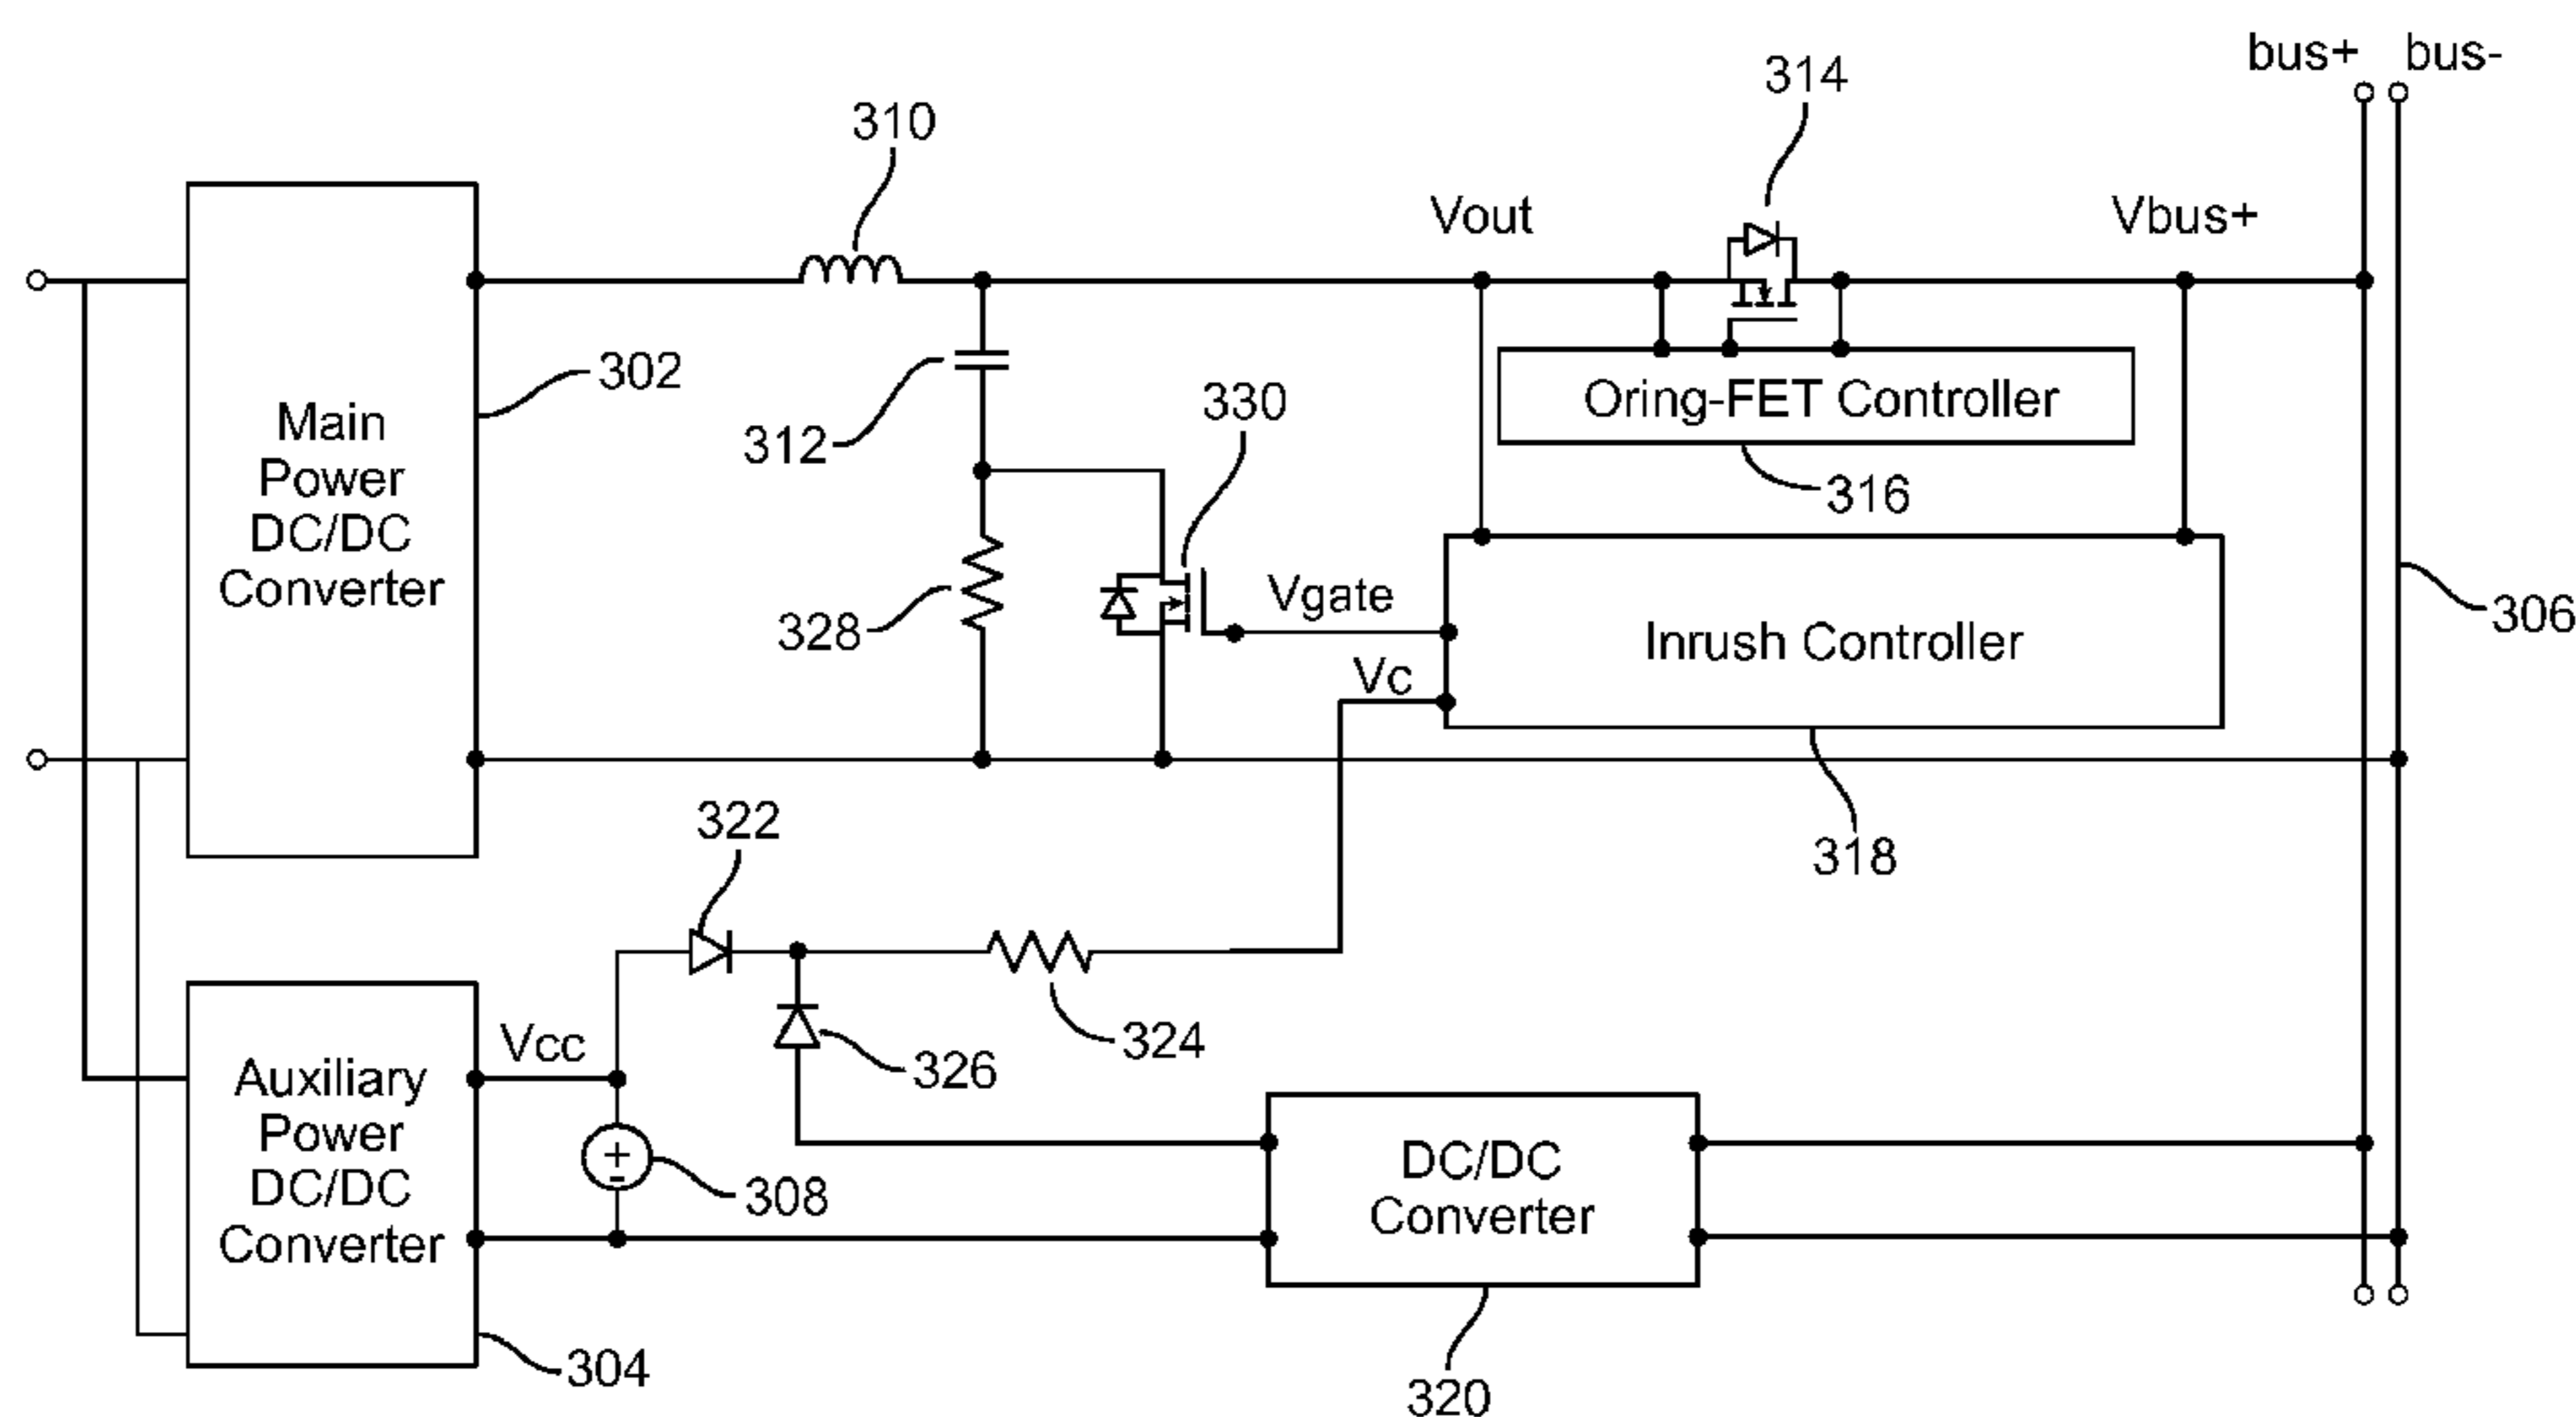 bus+ bus-
314
310
Vout
Vbus+
302
Main
Power
DC/DC
Converter
312
330
Oring-FET Controller
316
328
Vgate
Vc
Inrush Controller
306
322
318
Vcc
324
326
Auxiliary
Power
DC/DC
Converter
+
-
308
DC/DC
Converter
304
320